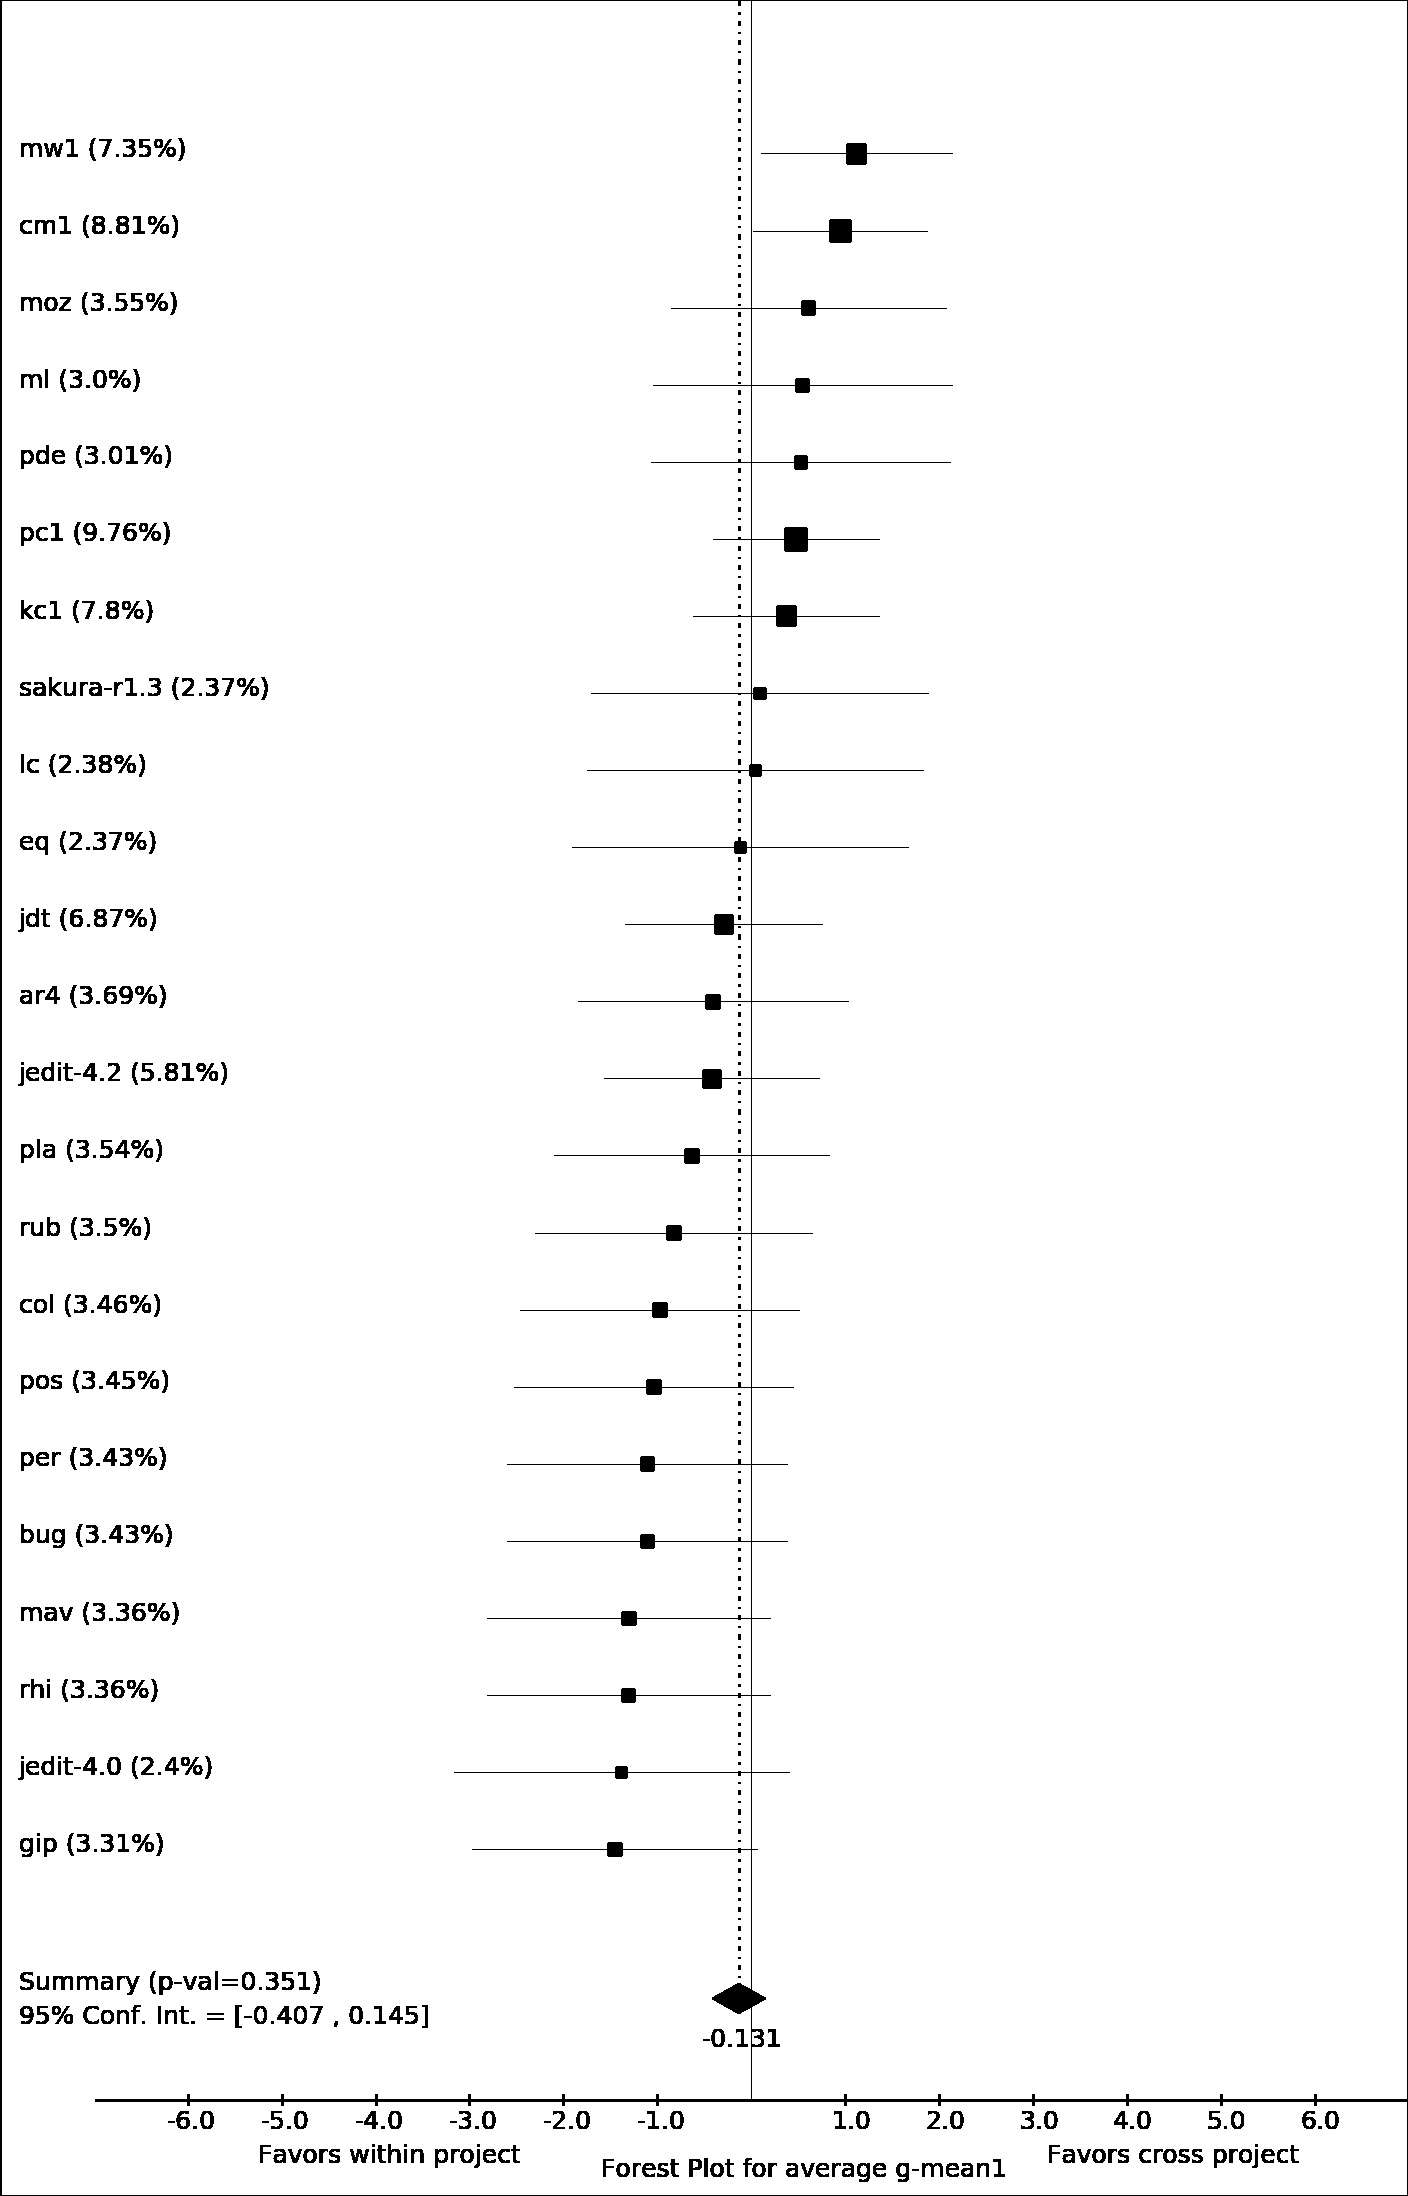 mw1 (7.35%)
cm1 (8.81%)
moz (3.55%)
ml (3.0%)
pde (3.01%)
pc1 (9.76%)
kc1 (7.8%)
sakura-r1.3 (2.37%)
lc (2.38%)
eq (2.37%)
jdt (6.87%)
ar4 (3.69%)
jedit-4.2 (5.81%)
pla (3.54%)
rub (3.5%)
col (3.46%)
pos (3.45%)
per (3.43%)
bug (3.43%)
mav (3.36%)
rhi (3.36%)
jedit-4.0 (2.4%)
gip (3.31%)
Summary (p-val=0.351)
95% Conf. Int. = [-0.407 , 0.145]
-0.131
-6.0 -5.0 -4.0 -3.0 -2.0 -1.0 1.0 2.0 3.0 4.0 5.0 6.0
Favors within project Favors cross project
Forest Plot for average g-mean1